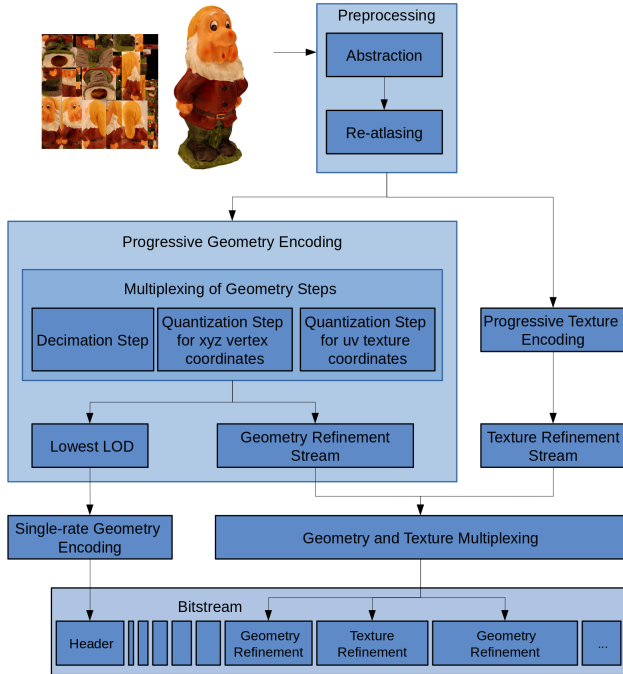 Preprocessing
Abstraction
Re-atlasing
Progressive Geometry Encoding
Multiplexing of Geometry Steps
Decimation Step
Quantization Step
for xyz vertex
coordinates
Quantization Step
for uv texture
coordinates
Progressive Texture
Encoding
Lowest LOD
Geometry Refinement
Stream
Texture Refinement
Stream
Single-rate Geometry
Encoding
Geometry and Texture Multiplexing
Bitstream
Header
Geometry
Refinement
Texture
Refinement
Geometry
Refinement
...